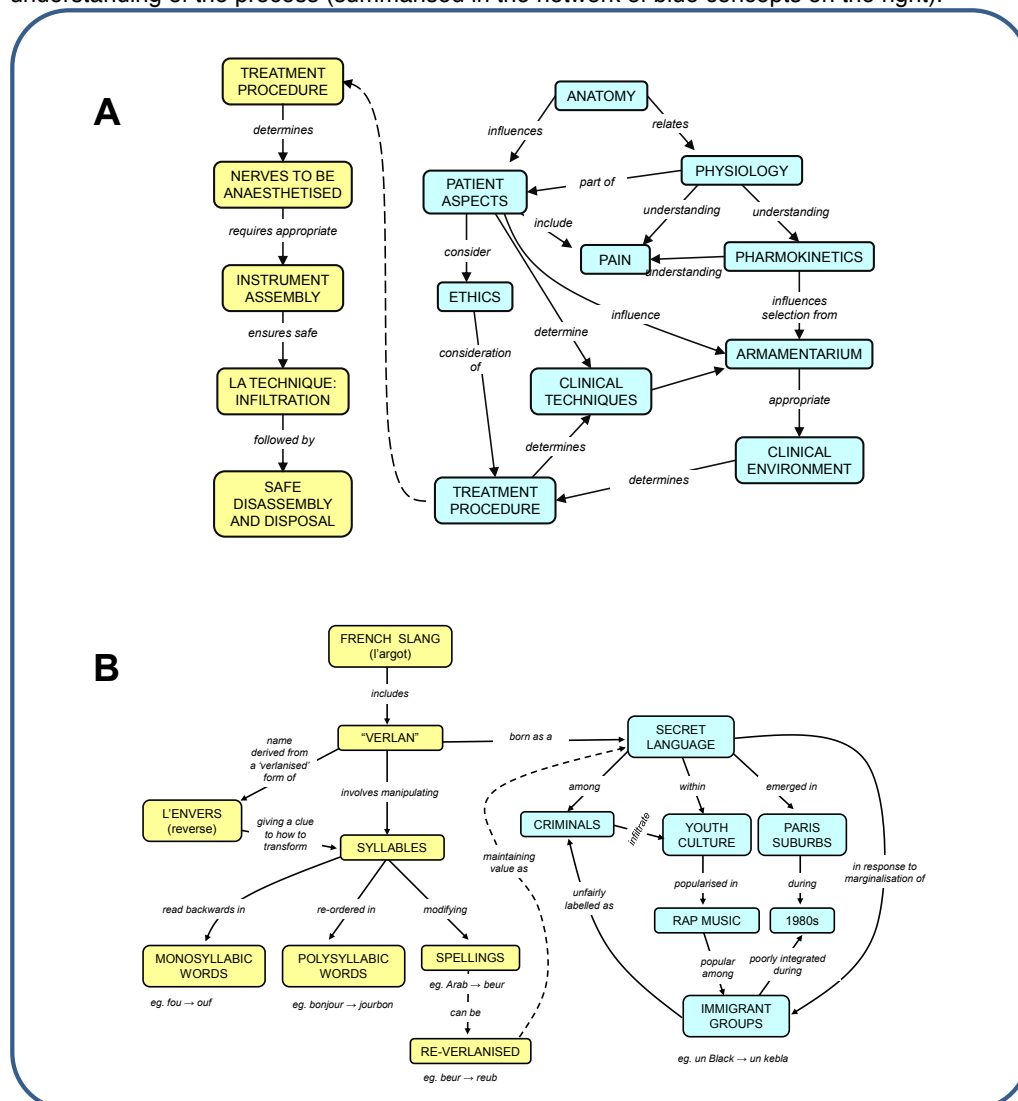 understanding of the process (summarised in the network of blue concepts on the right).
A
TREATMENT
PROCEDURE
determines
NERVES TO BE
ANAESTHETISED
requires appropriate
INSTRUMENT
ASSEMBLY
ensures safe
LA TECHNIQUE:
INFILTRATION
followed by
SAFE
DISASSEMBLY
AND DISPOSAL
ANATOMY
influences
relates
PATIENT
ASPECTS
part of
PHYSIOLOGY
include
understanding
understanding
consider
PAIN
understanding
PHARMOKINETICS
ETHICS
influence
influences
selection from
determine
consideration
of
ARMAMENTARIUM
CLINICAL
TECHNIQUES
appropriate
determines
CLINICAL
ENVIRONMENT
determines
TREATMENT
PROCEDURE
B
FRENCH SLANG
(l'argot)
includes
"VERLAN"
name
derived from
a 'verlanised'
form of
born as a
involves manipulating
L'ENVERS
(reverse)
giving a clue
to how to
transform
SYLLABLES
read backwards in
re-ordered in
modifying
MONOSYLLABIC
WORDS
eg. fou → ouf
POLYSYLLABIC
WORDS
eg. bonjour → jourbon
SPELLINGS
eg. Arab → beur
can be
RE-VERLANISED
eg. beur → reub
maintaining
value as
SECRET
LANGUAGE
among
within
emerged in
CRIMINALS
infiltrate
YOUTH
CULTURE
PARIS
SUBURBS
in response to
marginalisation of
unfairly
labelled as
popularised in
during
RAP MUSIC
1980s
popular
among
poorly integrated
during
IMMIGRANT
GROUPS
eg. un Black → un kebla